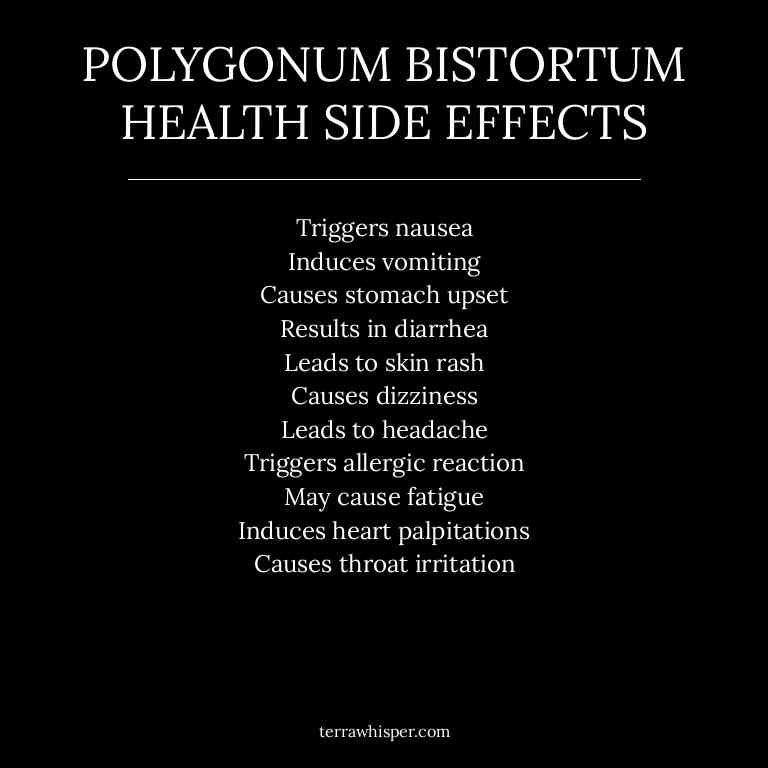 POLYGONUM BISTORTUM
HEALTH SIDE EFFECTS
Triggers nausea
Induces vomiting
Causes stomach upset
Results in diarrhea
Leads to skin rash
Causes dizziness
Leads to headache
Triggers allergic reaction
May cause fatigue
Induces heart palpitations
Causes throat irritation
terrawhisper.com